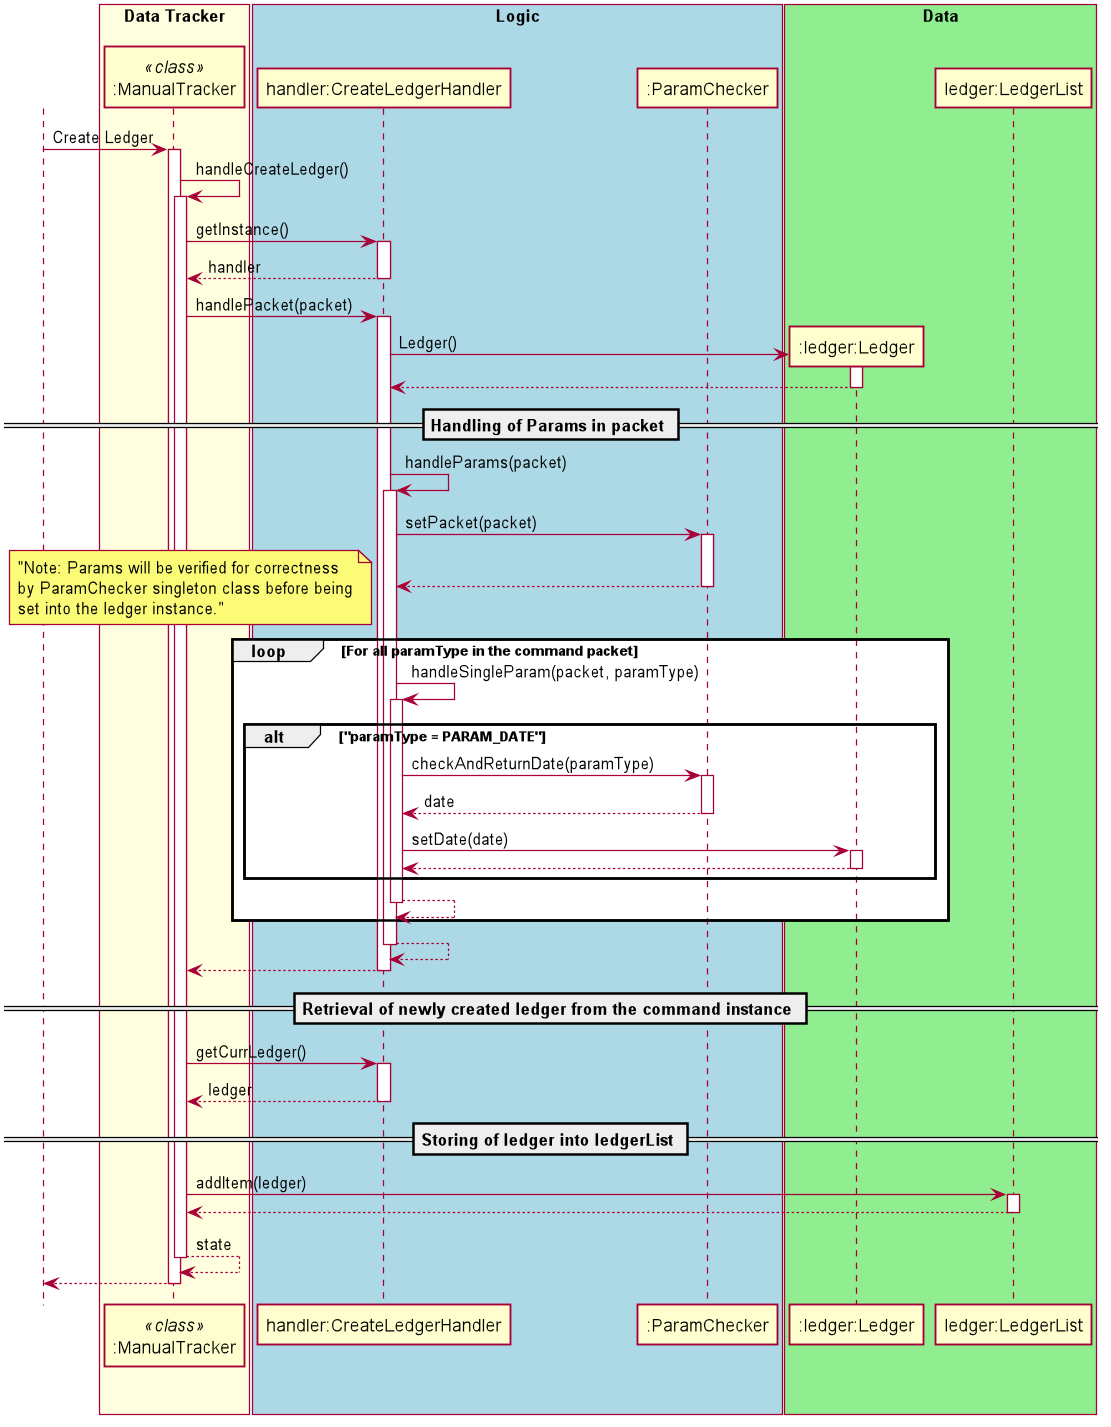 Data Tracker
Logic
Data
«class»
:ManualTracker
handler:CreateLedgerHandler
:ParamChecker
ledger:LedgerList
Create Ledger
handleCreateLedger()
getInstance()
handler
handlePacket(packet)
Ledger()
:ledger:Ledger
Handling of Params in packet
handleParams(packet)
setPacket(packet)
"Note: Params will be verified for correctness
by ParamChecker singleton class before being
set into the ledger instance."
loop
[For all paramType in the command packet]
handleSingleParam(packet, paramType)
alt
["paramType = PARAM_DATE"]
checkAndReturnDate(paramType)
date
setDate(date)
Retrieval of newly created ledger from the command instance
getCurrLedger()
ledger
Storing of ledger into ledgerList
addItem(ledger)
state
«class»
:ManualTracker
handler:CreateLedgerHandler
:ParamChecker
:ledger:Ledger
ledger:LedgerList